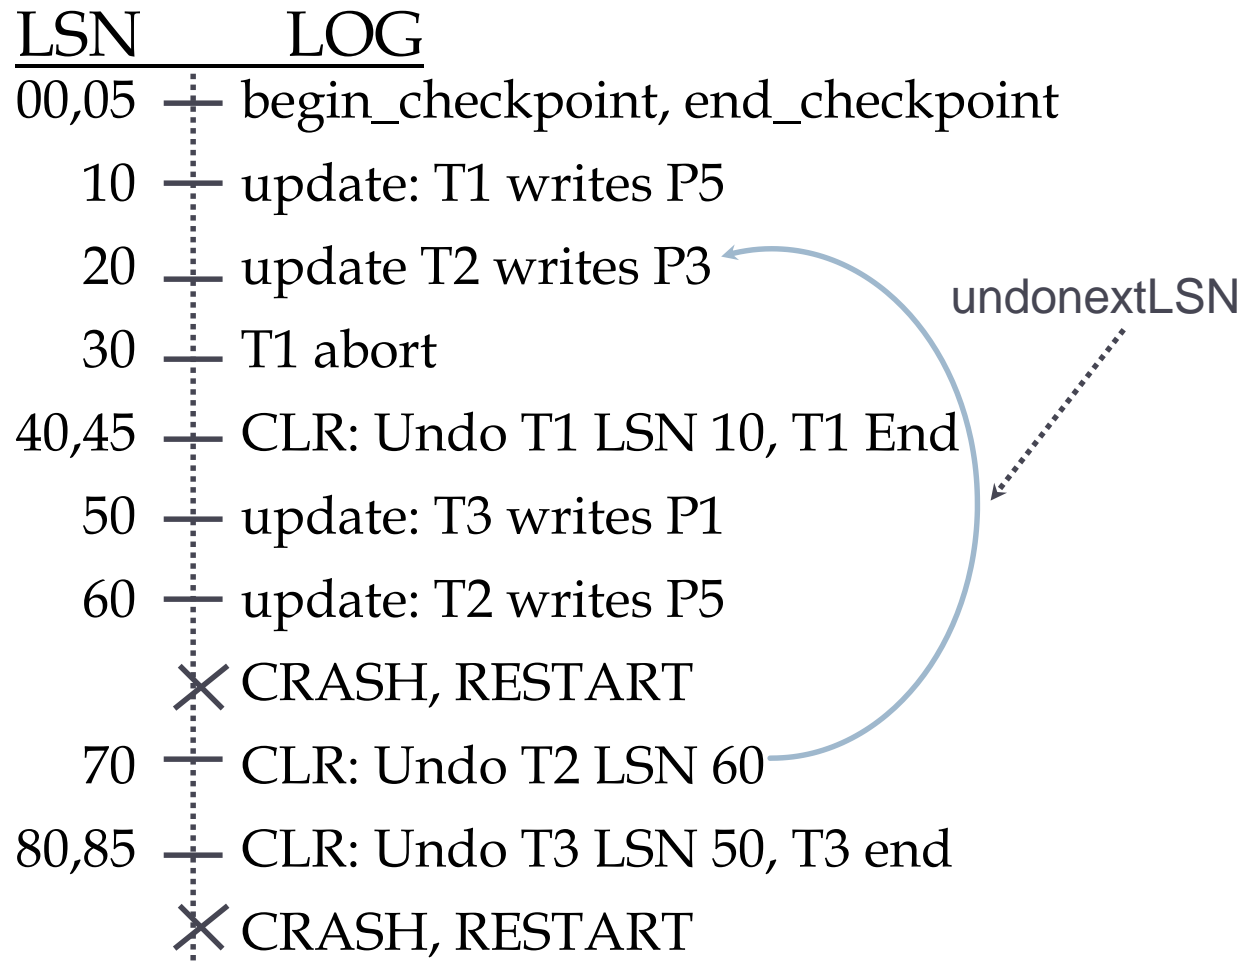 LSN LOG
00,05 begin_checkpoint, end_checkpoint
10 update: T1 writes P5
20 update T2 writes P3
undonextLSN
30 T1 abort
40,45 CLR: Undo T1 LSN 10, T1 End
50 update: T3 writes P1
60 update: T2 writes P5
CRASH, RESTART
70 CLR: Undo T2 LSN 60
80,85 CLR: Undo T3 LSN 50, T3 end
CRASH, RESTART